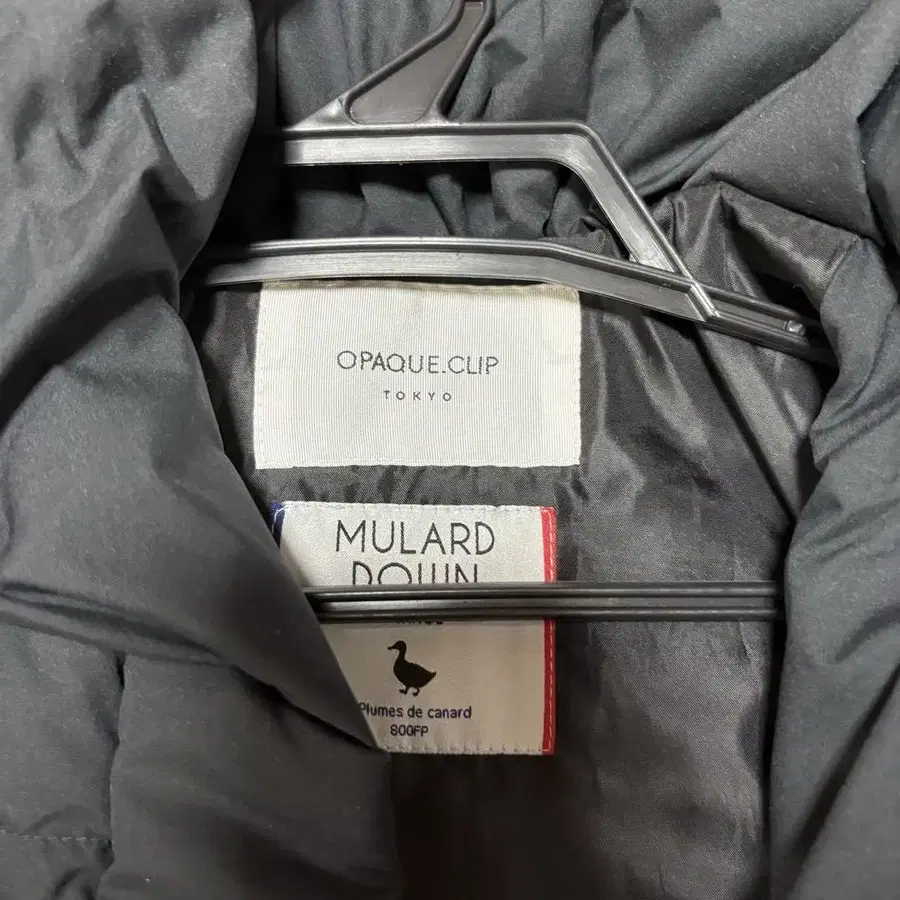 OPAQUE.CLIP
TOKYO
MULARD
DOWN
Plumes de canard
800FP